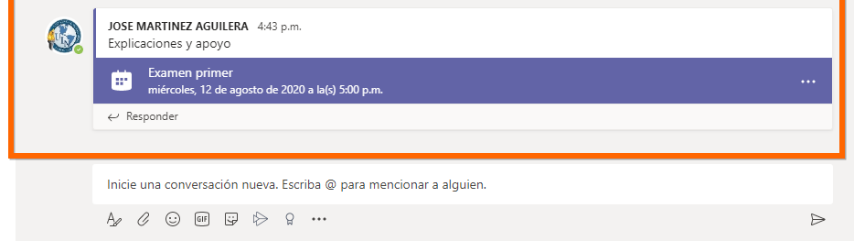 JOSE MARTINEZ AGUILERA 4:43 p.m.
Explicaciones y apoyo
Examen primer
miércoles, 12 de agosto de 2020 a la(s) 5:00 p.m.
Responder
Inicie una conversación nueva. Escriba @ para mencionar a alguien.
GIF